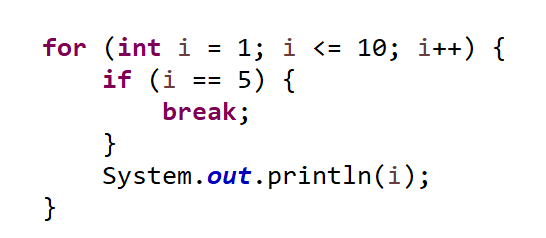 for (int i = 1; i <= 10; i++) {
    if (i == 5) {
        break;
    }
    System.out.println(i);
}